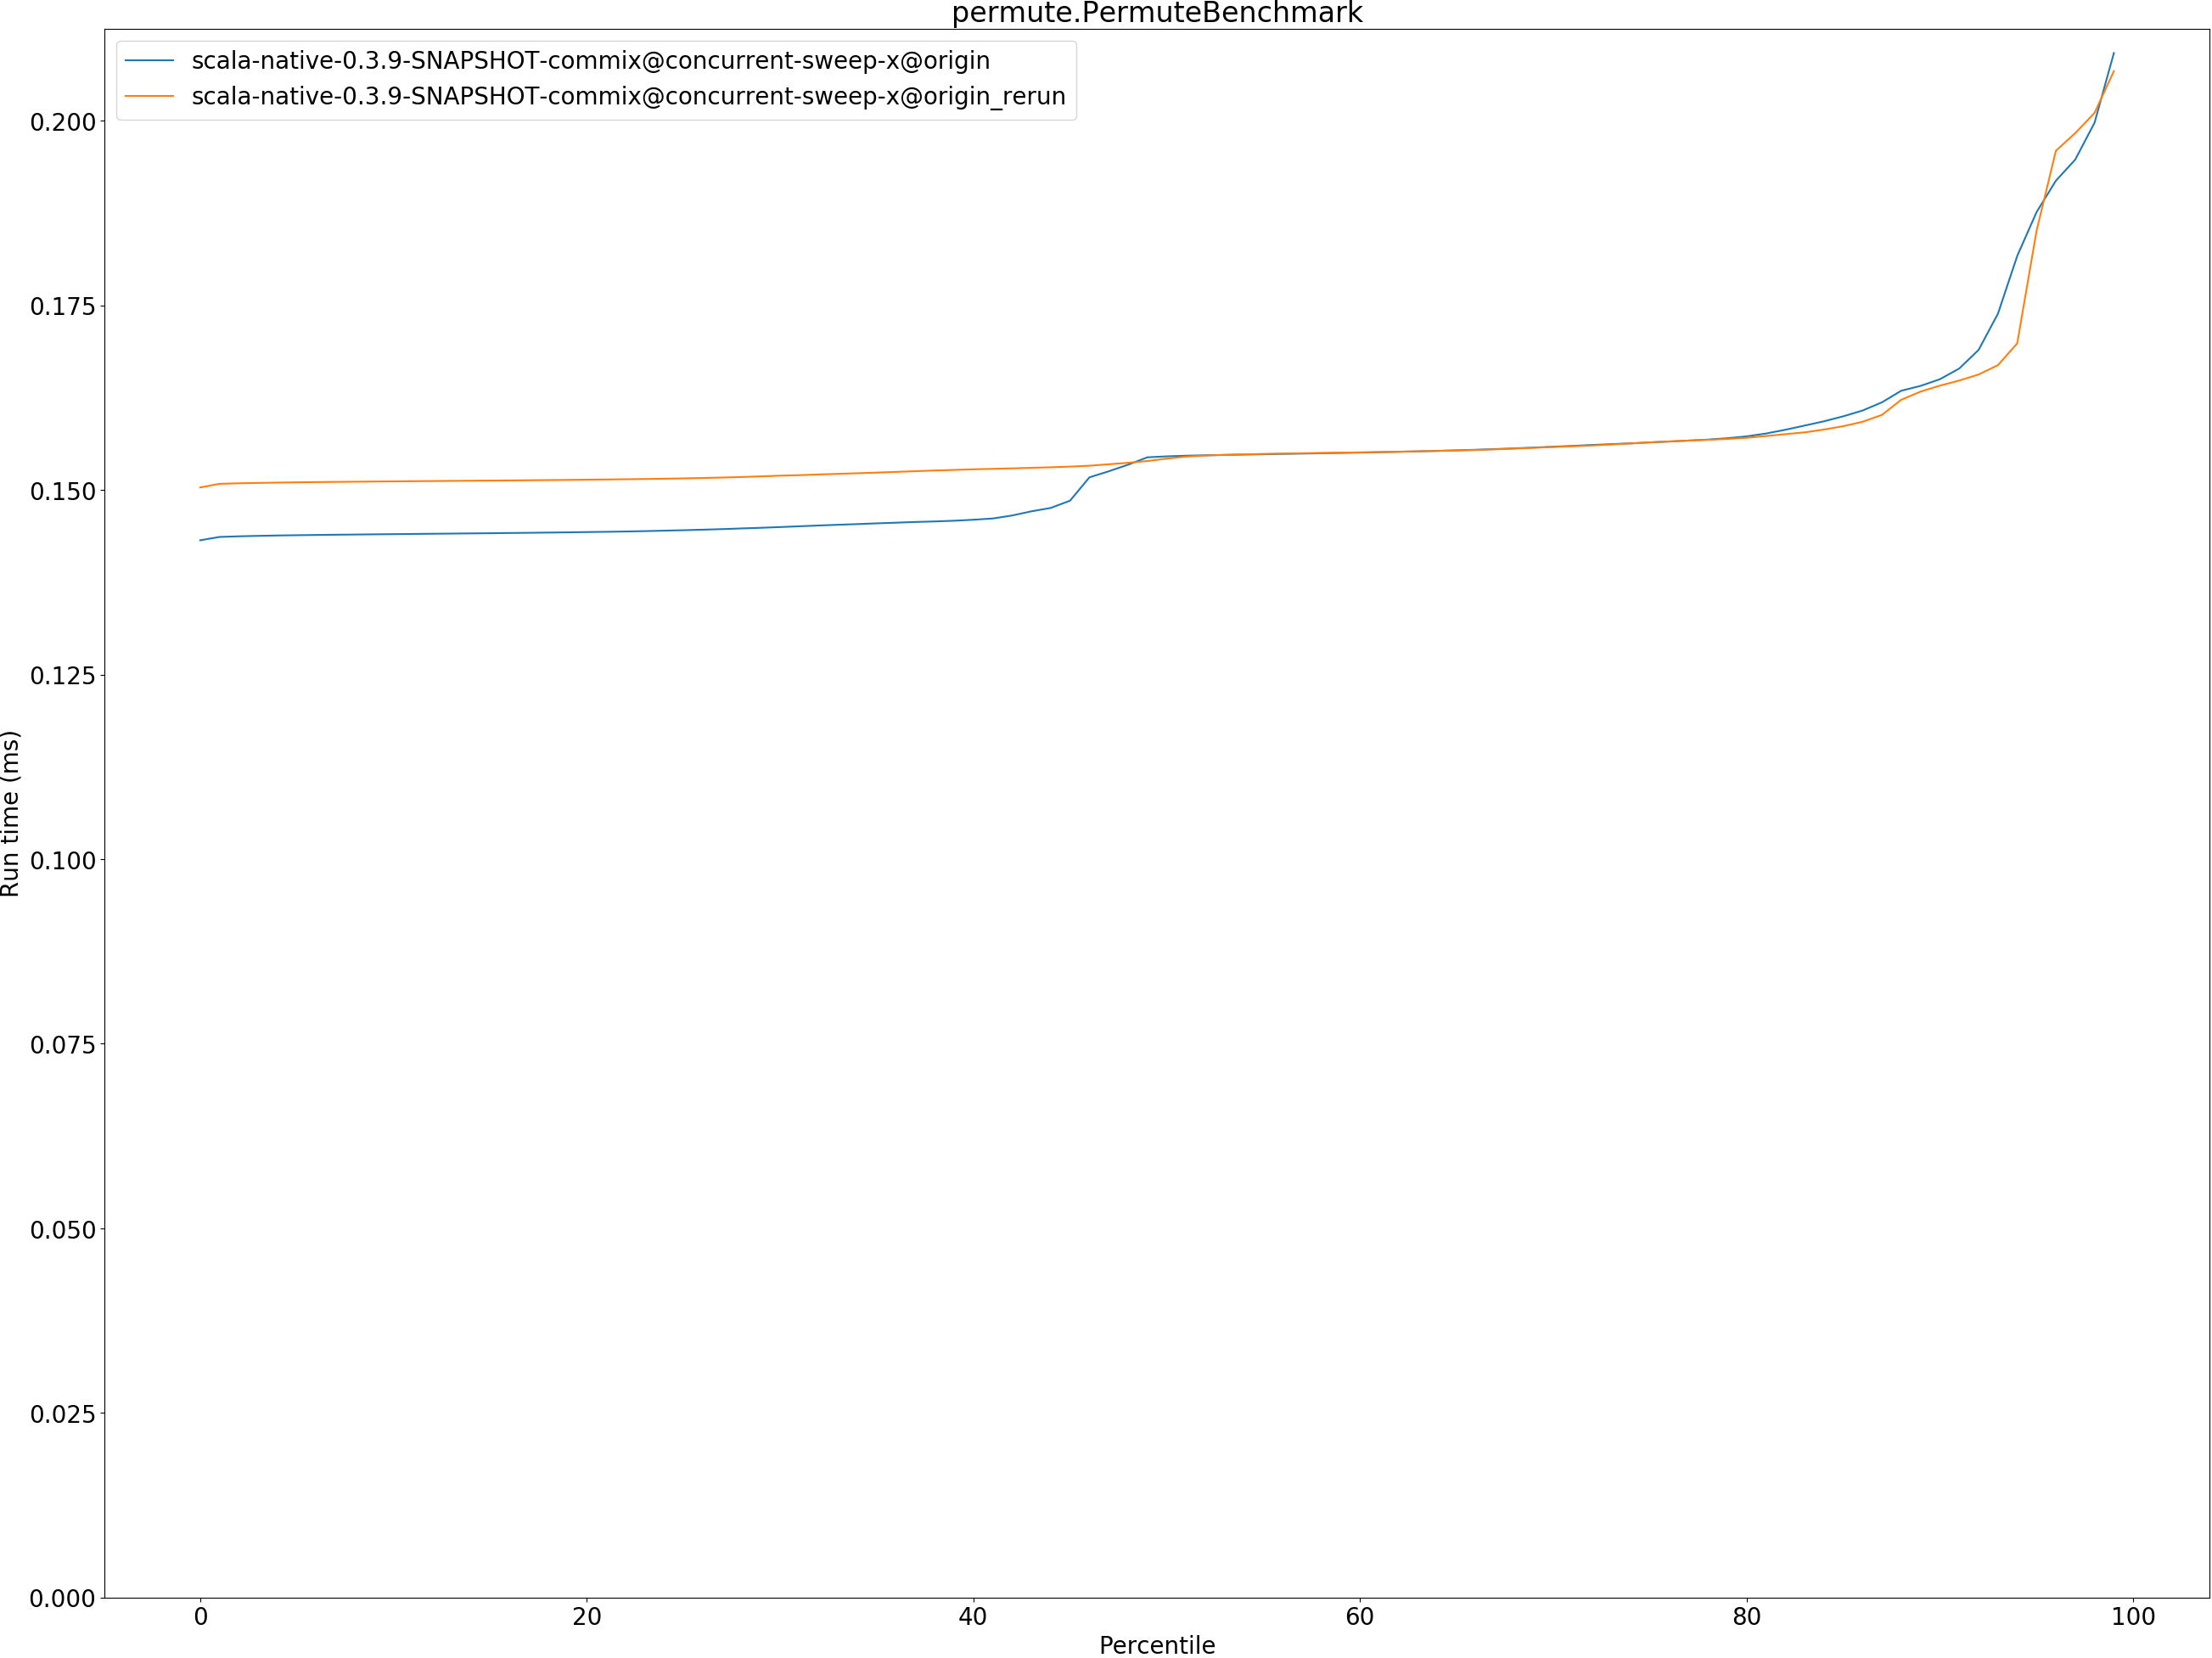 permute.PermuteBenchmark
scala-native-0.3.9-SNAPSHOT-commix@concurrent-sweep-x@origin
scala-native-0.3.9-SNAPSHOT-commix@concurrent-sweep-x@origin_rerun
0.200
0.175
0.150
0.125
0.100
0.075
0.050
0.025
0.000
Run time (ms)
0 20 40 60 80 100
Percentile